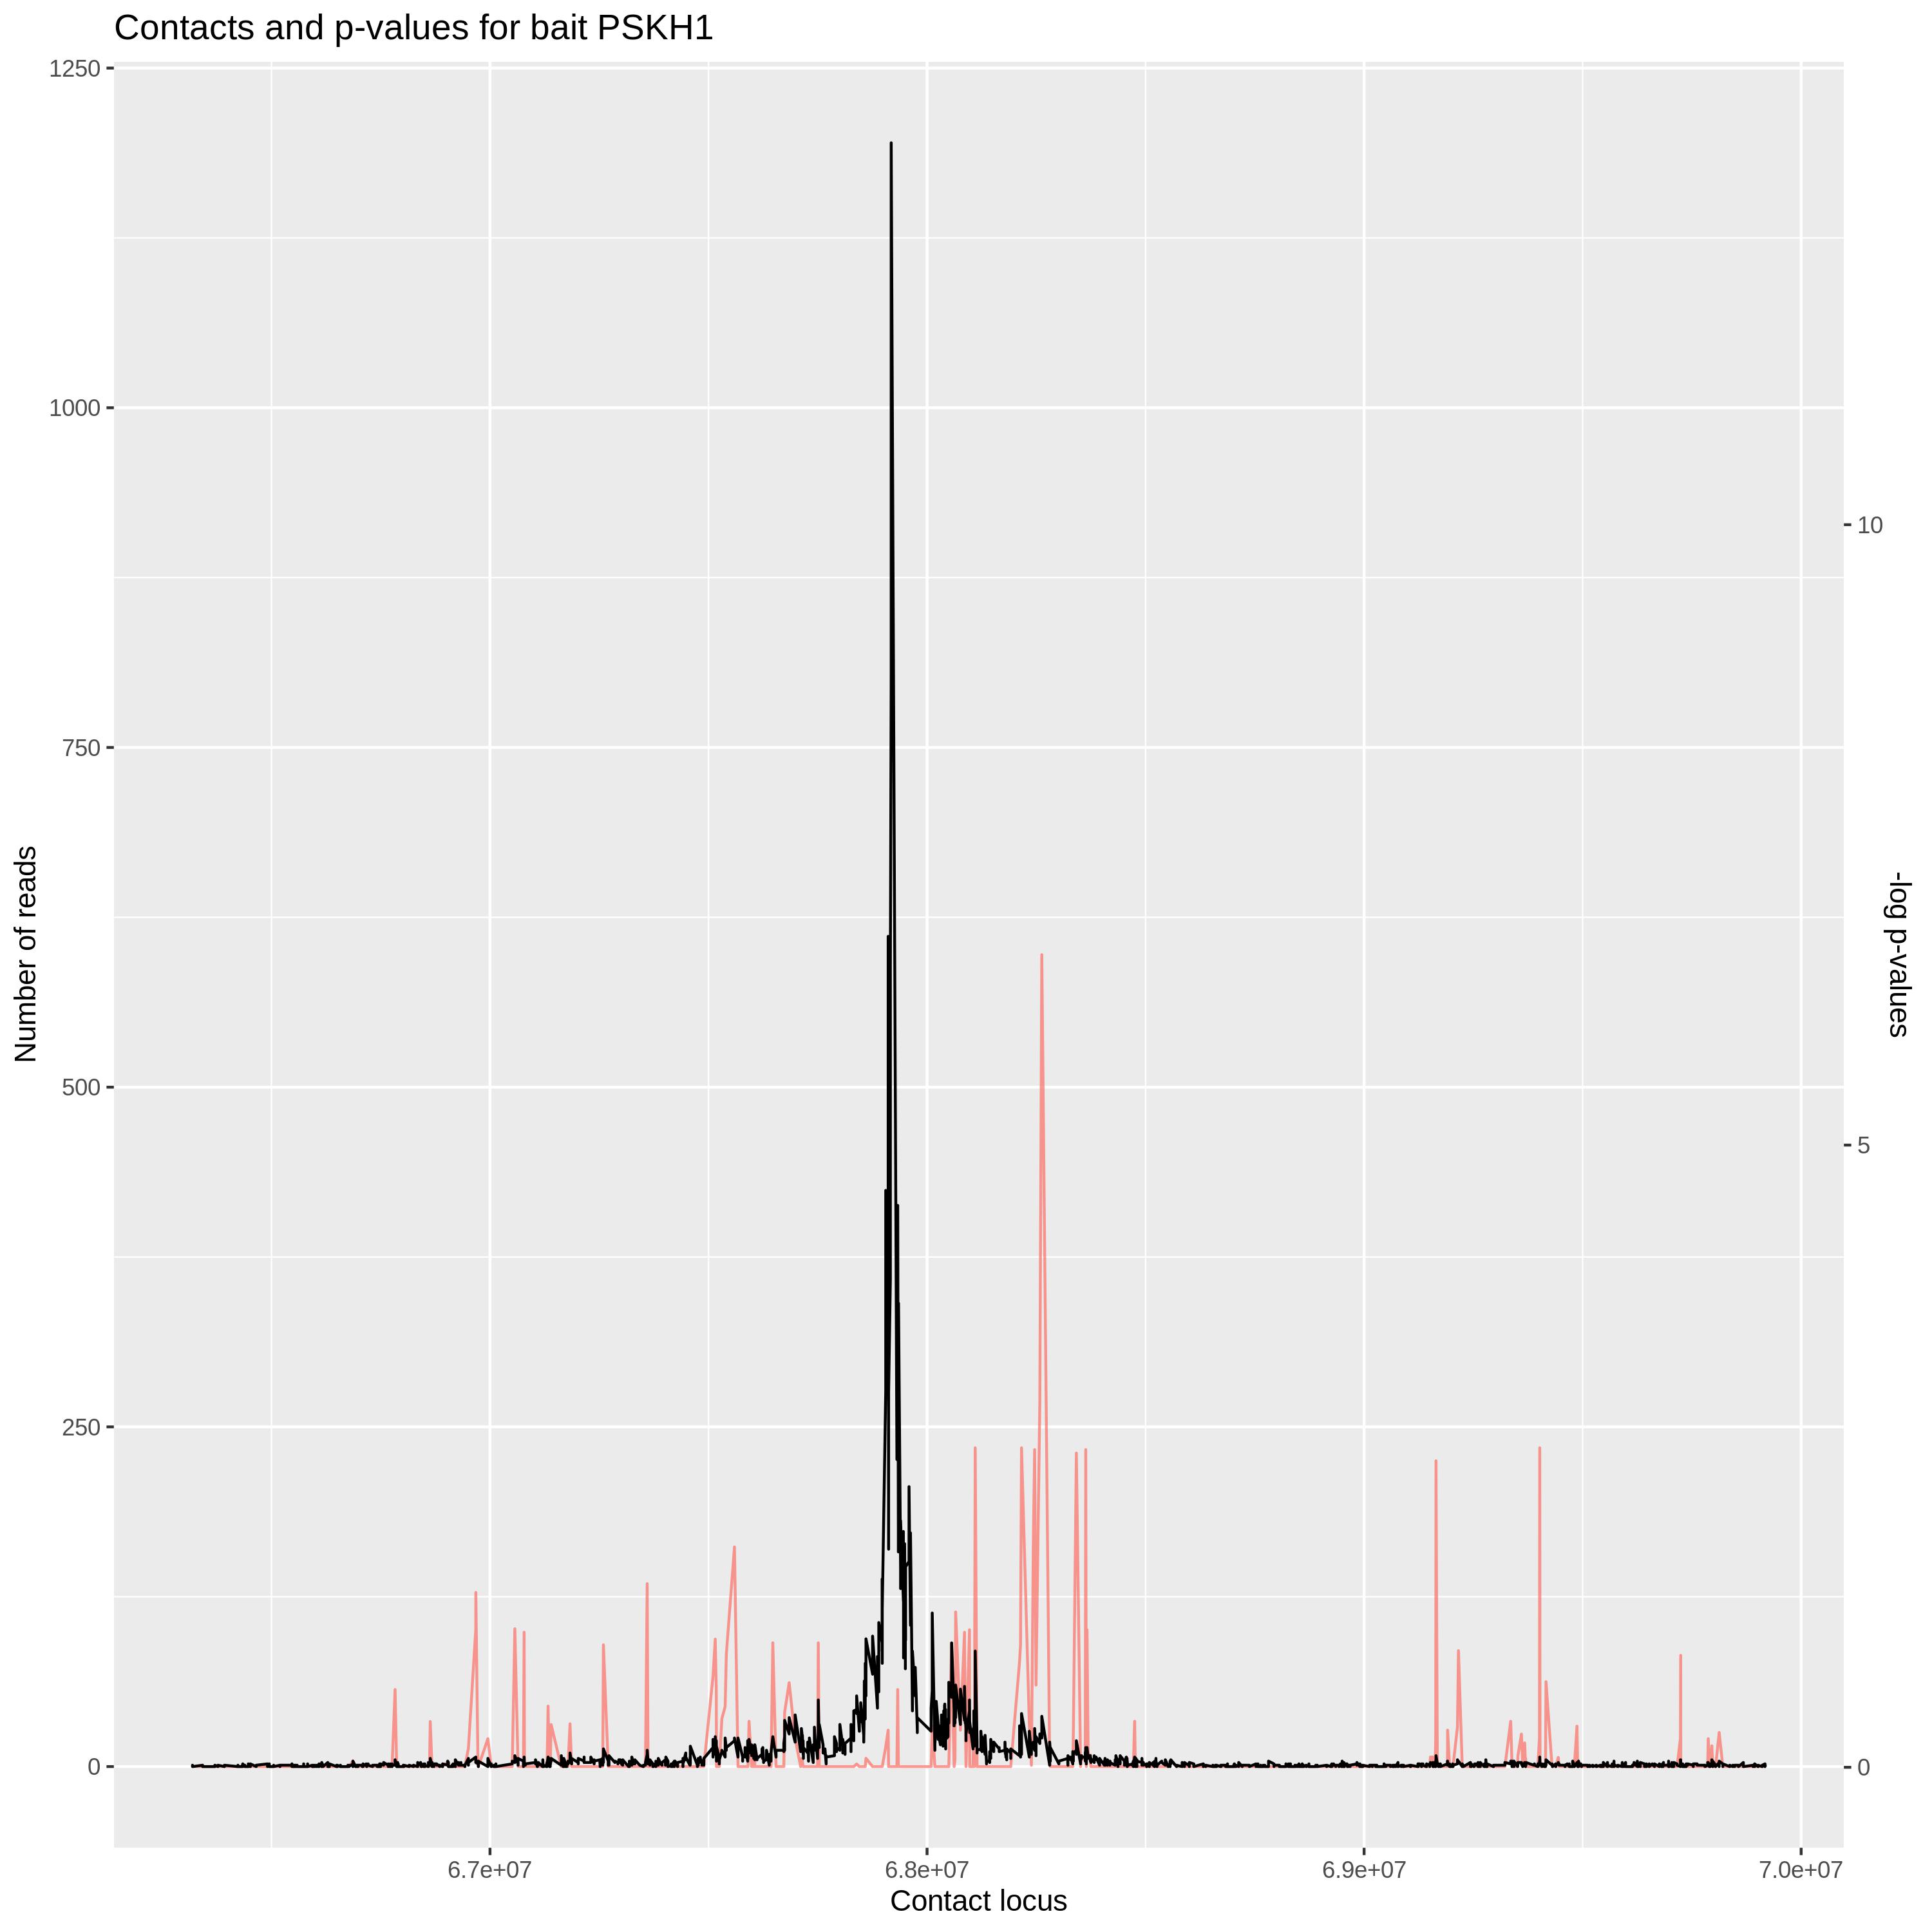 Contacts and p-values for bait PSKH1
1250
1000
750
500
250
0
Number of reads
10
5
0
-log p-values
6.7e+07
6.8e+07
6.9e+07
7.0e+07
Contact locus